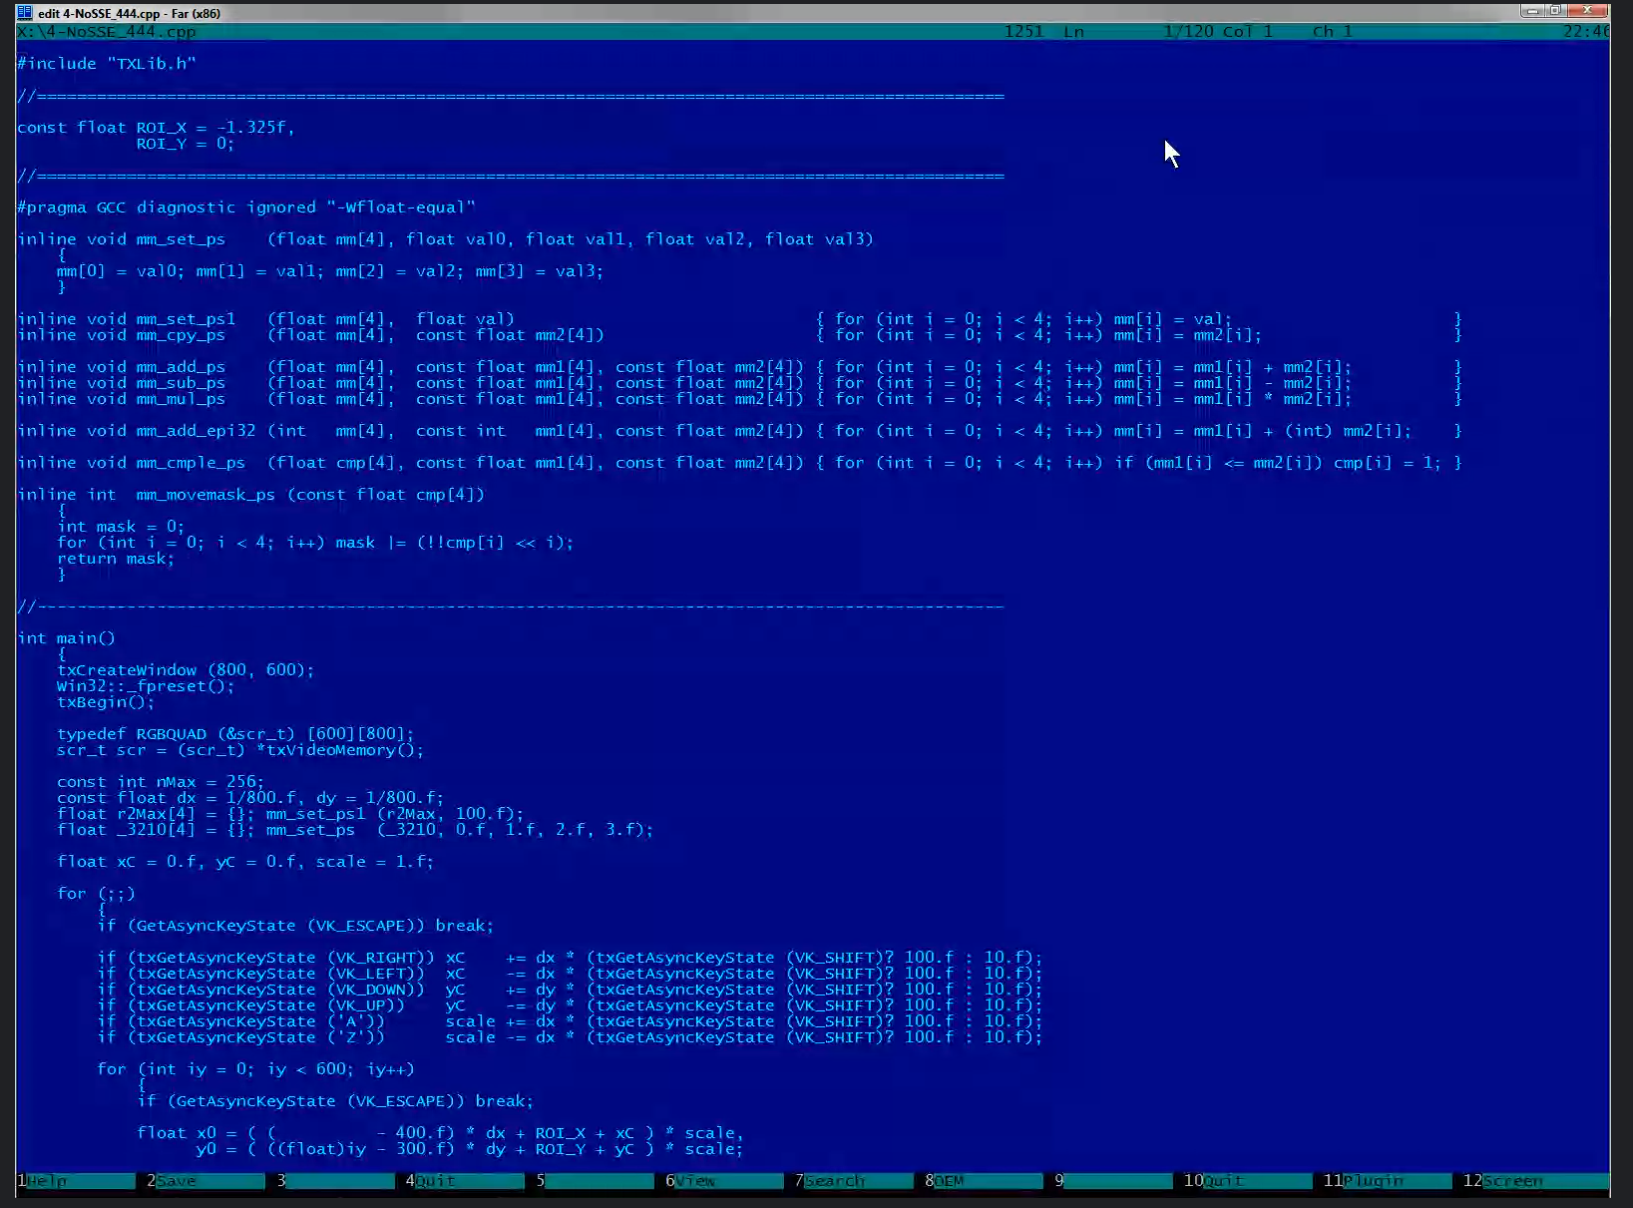 edit 4-NoSSE_444.cpp - Far (x86)
X:\4-NoSSE_444.cpp 1251 Ln 1/120 Col 1 Ch 1 22:46
#include "TXLib.h"
//=================================================================================================
const float ROI_X = -1.325f,
            ROI_Y = 0;
//=================================================================================================
#pragma GCC diagnostic ignored "-Wfloat-equal"
inline void mm_set_ps    (float mm[4], float val0, float val1, float val2, float val3)
    {
    mm[0] = val0; mm[1] = val1; mm[2] = val2; mm[3] = val3;
    }
inline void mm_set_ps1   (float mm[4],  float val)                              { for (int i = 0; i < 4; i++) mm[i] = val;                       }
inline void mm_cpy_ps    (float mm[4],  const float mm2[4])                     { for (int i = 0; i < 4; i++) mm[i] = mm2[i];                    }
inline void mm_add_ps    (float mm[4],  const float mm1[4], const float mm2[4]) { for (int i = 0; i < 4; i++) mm[i] = mm1[i] + mm2[i];           }
inline void mm_sub_ps    (float mm[4],  const float mm1[4], const float mm2[4]) { for (int i = 0; i < 4; i++) mm[i] = mm1[i] - mm2[i];           }
inline void mm_mul_ps    (float mm[4],  const float mm1[4], const float mm2[4]) { for (int i = 0; i < 4; i++) mm[i] = mm1[i] * mm2[i];           }
inline void mm_add_epi32 (int   mm[4],  const int   mm1[4], const float mm2[4]) { for (int i = 0; i < 4; i++) mm[i] = mm1[i] + (int) mm2[i];     }
inline void mm_cmple_ps  (float cmp[4], const float mm1[4], const float mm2[4]) { for (int i = 0; i < 4; i++) if (mm1[i] <= mm2[i]) cmp[i] = 1; }
inline int  mm_movemask_ps (const float cmp[4])
    {
    int mask = 0;
    for (int i = 0; i < 4; i++) mask |= (!!cmp[i] << i);
    return mask;
    }
//-------------------------------------------------------------------------------------------------
int main()
    {
    txCreateWindow (800, 600);
    Win32::_fpreset();
    txBegin();
    typedef RGBQUAD (&scr_t) [600][800];
    scr_t scr = (scr_t) *txVideoMemory();
    const int nMax = 256;
    const float dx = 1/800.f, dy = 1/800.f;
    float r2Max[4] = {}; mm_set_ps1 (r2Max, 100.f);
    float _3210[4] = {}; mm_set_ps  (_3210, 0.f, 1.f, 2.f, 3.f);
    float xC = 0.f, yC = 0.f, scale = 1.f;
    for (;;)
        {
        if (GetAsyncKeyState (VK_ESCAPE)) break;
        if (txGetAsyncKeyState (VK_RIGHT)) xC    += dx * (txGetAsyncKeyState (VK_SHIFT)? 100.f : 10.f);
        if (txGetAsyncKeyState (VK_LEFT))  xC    -= dx * (txGetAsyncKeyState (VK_SHIFT)? 100.f : 10.f);
        if (txGetAsyncKeyState (VK_DOWN))  yC    += dy * (txGetAsyncKeyState (VK_SHIFT)? 100.f : 10.f);
        if (txGetAsyncKeyState (VK_UP))    yC    -= dy * (txGetAsyncKeyState (VK_SHIFT)? 100.f : 10.f);
        if (txGetAsyncKeyState ('A'))      scale += dx * (txGetAsyncKeyState (VK_SHIFT)? 100.f : 10.f);
        if (txGetAsyncKeyState ('Z'))      scale -= dx * (txGetAsyncKeyState (VK_SHIFT)? 100.f : 10.f);
        for (int iy = 0; iy < 600; iy++)
            {
            if (GetAsyncKeyState (VK_ESCAPE)) break;
            float x0 = ( (          - 400.f) * dx + ROI_X + xC ) * scale,
                  y0 = ( ((float)iy - 300.f) * dy + ROI_Y + yC ) * scale;
1Help 2Save 3 4Quit 5 6View 7Search 8OEM 9 10Quit 11Plugin 12Screen